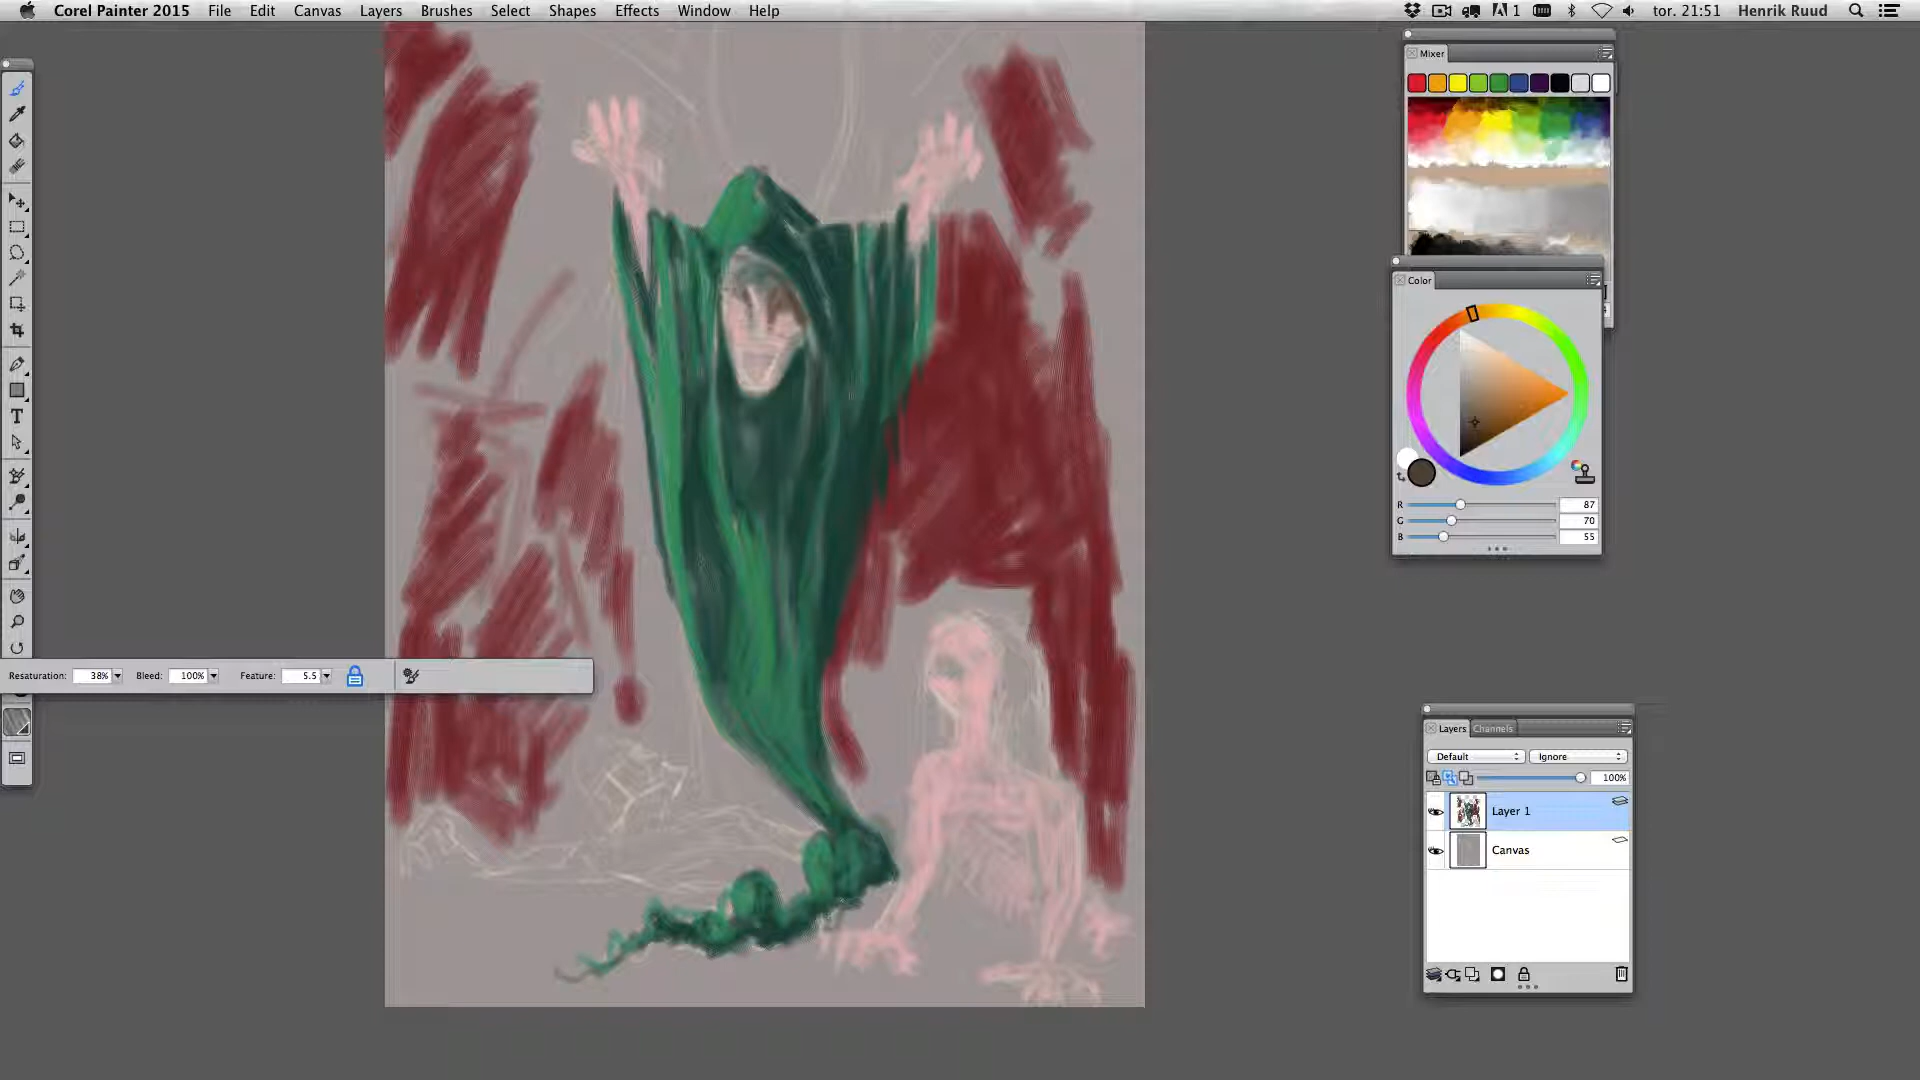 Corel Painter 2015 File Edit Canvas Layers Brushes Select Shapes Effects Window Help 1 tor. 21:51 Henrik Ruud
Mixer
Color
R 87
G 70
B 55
T
Resaturation: 38% Bleed: 100% Feature: 5.5
Layers Channels
Default Ignore
100%
Layer 1
Canvas